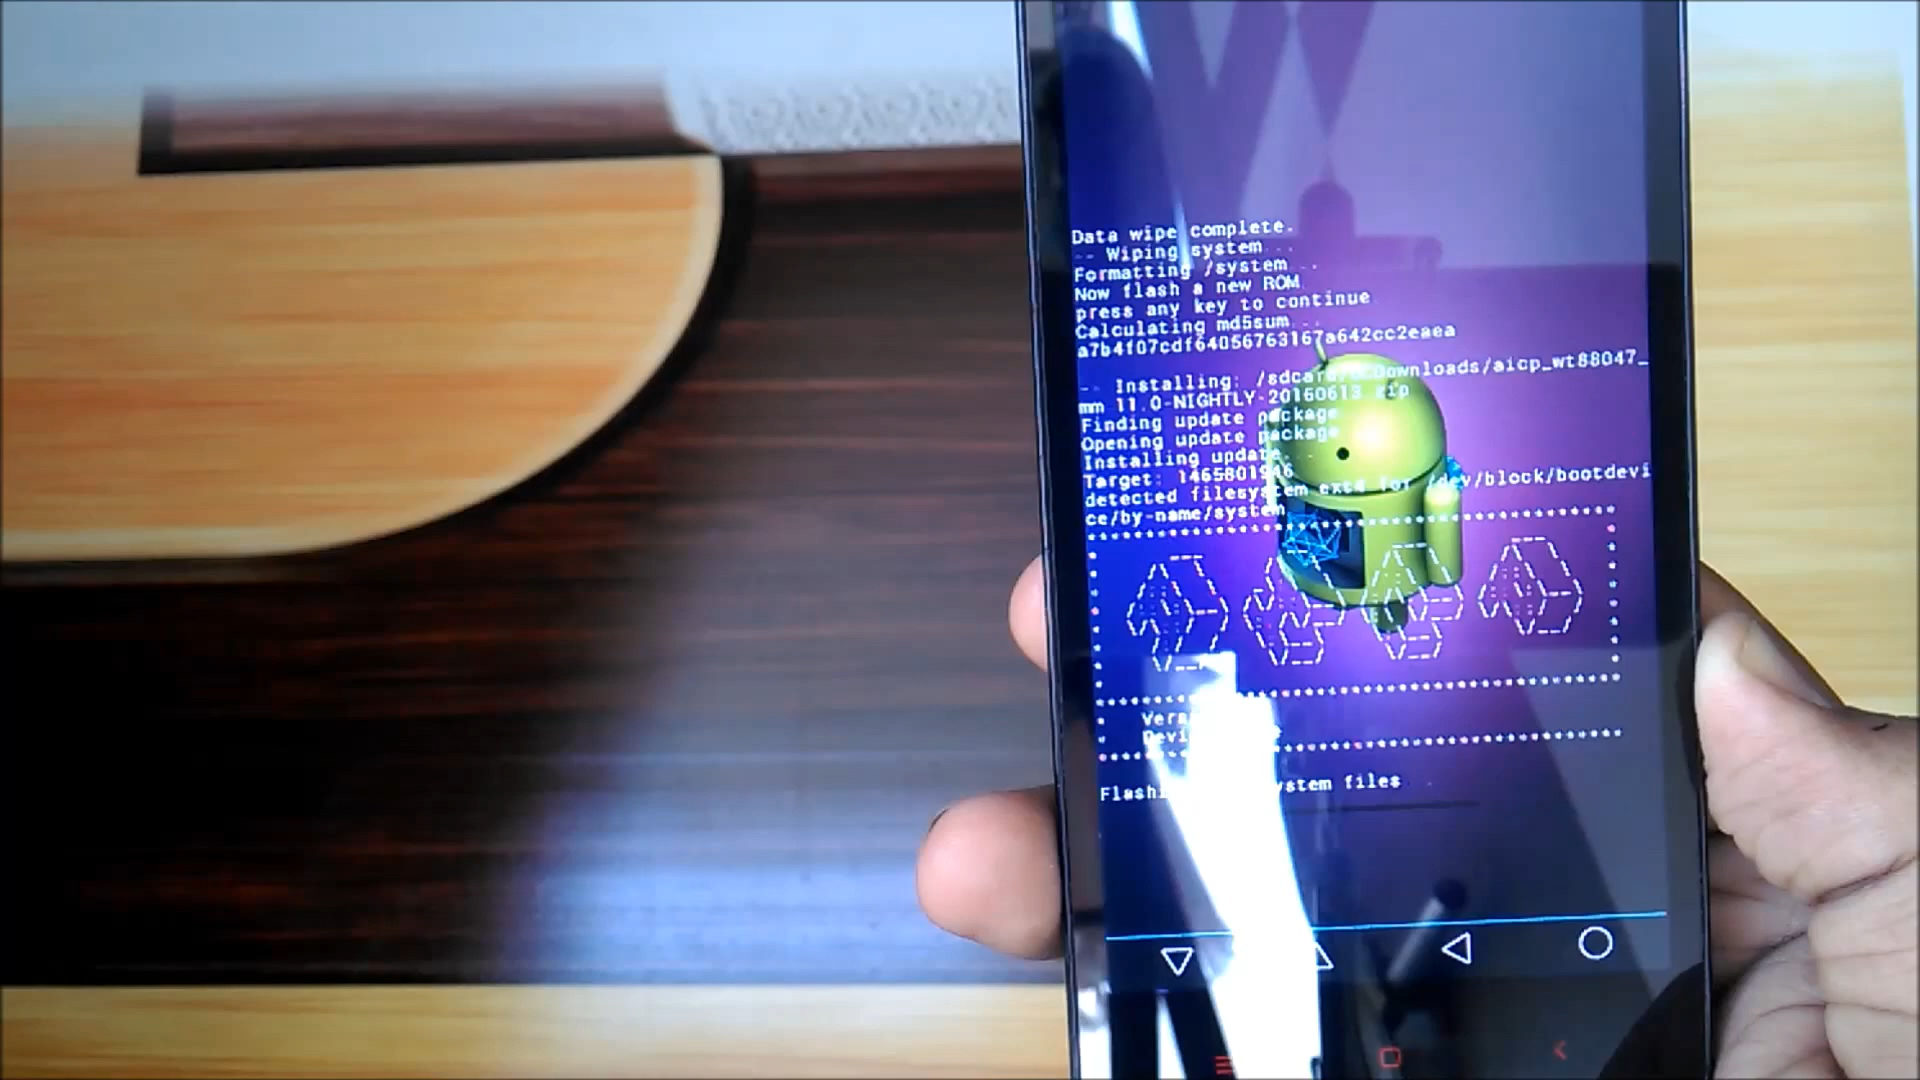 Data wipe complete.
-- Wiping system...
Formatting /system...
Now flash a new ROM
press any key to continue
Calculating md5sum...
a7b4f07cdf64056763167a642cc2eaea
-- Installing: Downloads/aicp_wt88047_
mm 11.0-NIGHTLY-20160613.zip
Finding update package
Opening update package
Installing update...
Target: 1465801946
detected filesystem ext4 for /dev/block/bootdevi
ce/by-name/system
system files